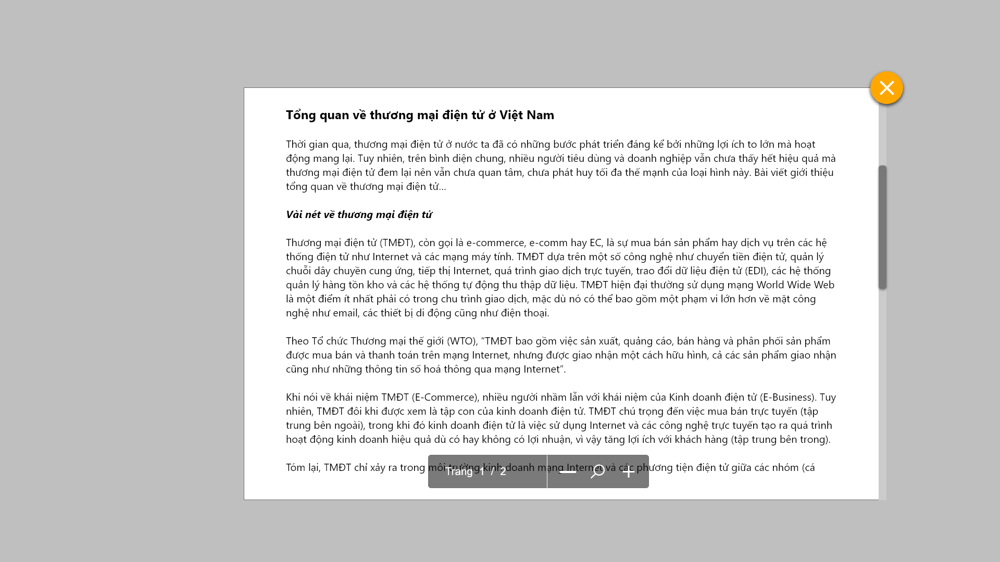 Tổng quan về thương mại điện tử ở Việt Nam
Thời gian qua, thương mại điện tử ở nước ta đã có những bước phát triển đáng kể bởi những lợi ích to lớn mà hoạt
động mang lại. Tuy nhiên, trên bình diện chung, nhiều người tiêu dùng và doanh nghiệp vẫn chưa thấy hết hiệu quả mà
thương mại điện tử đem lại nên vẫn chưa quan tâm, chưa phát huy tối đa thế mạnh của loại hình này. Bài viết giới thiệu
tổng quan về thương mại điện tử...
Vài nét về thương mại điện tử
Thương mại điện tử (TMĐT), còn gọi là e-commerce, e-comm hay EC, là sự mua bán sản phẩm hay dịch vụ trên các hệ
thống điện tử như Internet và các mạng máy tính. TMĐT dựa trên một số công nghệ như chuyển tiền điện tử, quản lý
chuỗi dây chuyền cung ứng, tiếp thị Internet, quá trình giao dịch trực tuyến, trao đổi dữ liệu điện tử (EDI), các hệ thống
quản lý hàng tồn kho và các hệ thống tự động thu thập dữ liệu. TMĐT hiện đại thường sử dụng mạng World Wide Web
là một điểm ít nhất phải có trong chu trình giao dịch, mặc dù nó có thể bao gồm một phạm vi lớn hơn về mặt công
nghệ như email, các thiết bị di động cũng như điện thoại.
Theo Tổ chức Thương mại thế giới (WTO), “TMĐT bao gồm việc sản xuất, quảng cáo, bán hàng và phân phối sản phẩm
được mua bán và thanh toán trên mạng Internet, nhưng được giao nhận một cách hữu hình, cả các sản phẩm giao nhận
cũng như những thông tin số hoá thông qua mạng Internet”.
Khi nói về khái niệm TMĐT (E-Commerce), nhiều người nhầm lẫn với khái niệm của Kinh doanh điện tử (E-Business). Tuy
nhiên, TMĐT đôi khi được xem là tập con của kinh doanh điện tử. TMĐT chú trọng đến việc mua bán trực tuyến (tập
trung bên ngoài), trong khi đó kinh doanh điện tử là việc sử dụng Internet và các công nghệ trực tuyến tạo ra quá trình
hoạt động kinh doanh hiệu quả dù có hay không có lợi nhuận, vì vậy tăng lợi ích với khách hàng (tập trung bên trong).
Tóm lại, TMĐT chỉ xảy ra trong môi trường kinh doanh mạng Internet và các phương tiện điện tử giữa các nhóm (cá
Trang 1 / 2